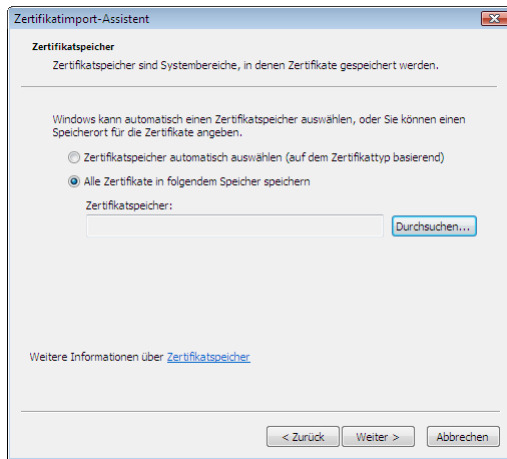 Zertifikatimport-Assistent
Zertifikatspeicher
Zertifikatspeicher sind Systembereiche, in denen Zertifikate gespeichert werden.
Windows kann automatisch einen Zertifikatspeicher auswählen, oder Sie können einen
Speicherort für die Zertifikate angeben.
Zertifikatspeicher automatisch auswählen (auf dem Zertifikattyp basierend)
Alle Zertifikate in folgendem Speicher speichern
Zertifikatspeicher:
Durchsuchen...
Weitere Informationen über Zertifikatspeicher
< Zurück Weiter > Abbrechen